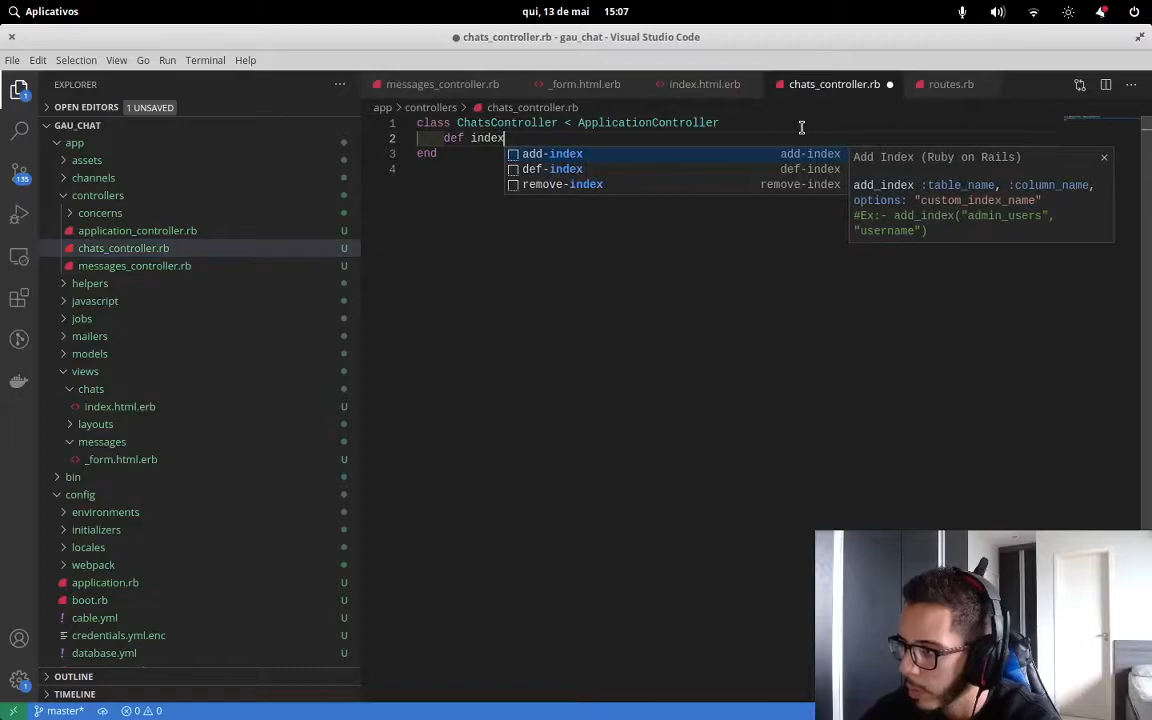 Aplicativos
qui, 13 de mai 15:07
chats_controller.rb - gau_chat - Visual Studio Code
File Edit Selection View Go Run Terminal Help
EXPLORER
messages_controller.rb
_form.html.erb
index.html.erb
chats_controller.rb
routes.rb
OPEN EDITORS 1 UNSAVED
app > controllers > chats_controller.rb
GAU_CHAT
app
assets
channels
controllers
concerns
application_controller.rb U
chats_controller.rb U
messages_controller.rb U
helpers
javascript
jobs
mailers
models
views
chats
index.html.erb U
layouts
messages
_form.html.erb U
bin
config
environments
initializers
locales
webpack
application.rb U
boot.rb U
cable.yml U
credentials.yml.enc U
database.yml U
OUTLINE
TIMELINE
1
135
1
1 class ChatsController < ApplicationController
2 def index
3 end
4
add-index add-index
def-index def-index
remove-index remove-index
Add Index (Ruby on Rails)
add_index :table_name, :column_name,
options: "custom_index_name"
#Ex:- add_index("admin_users",
"username")
master* 0 0